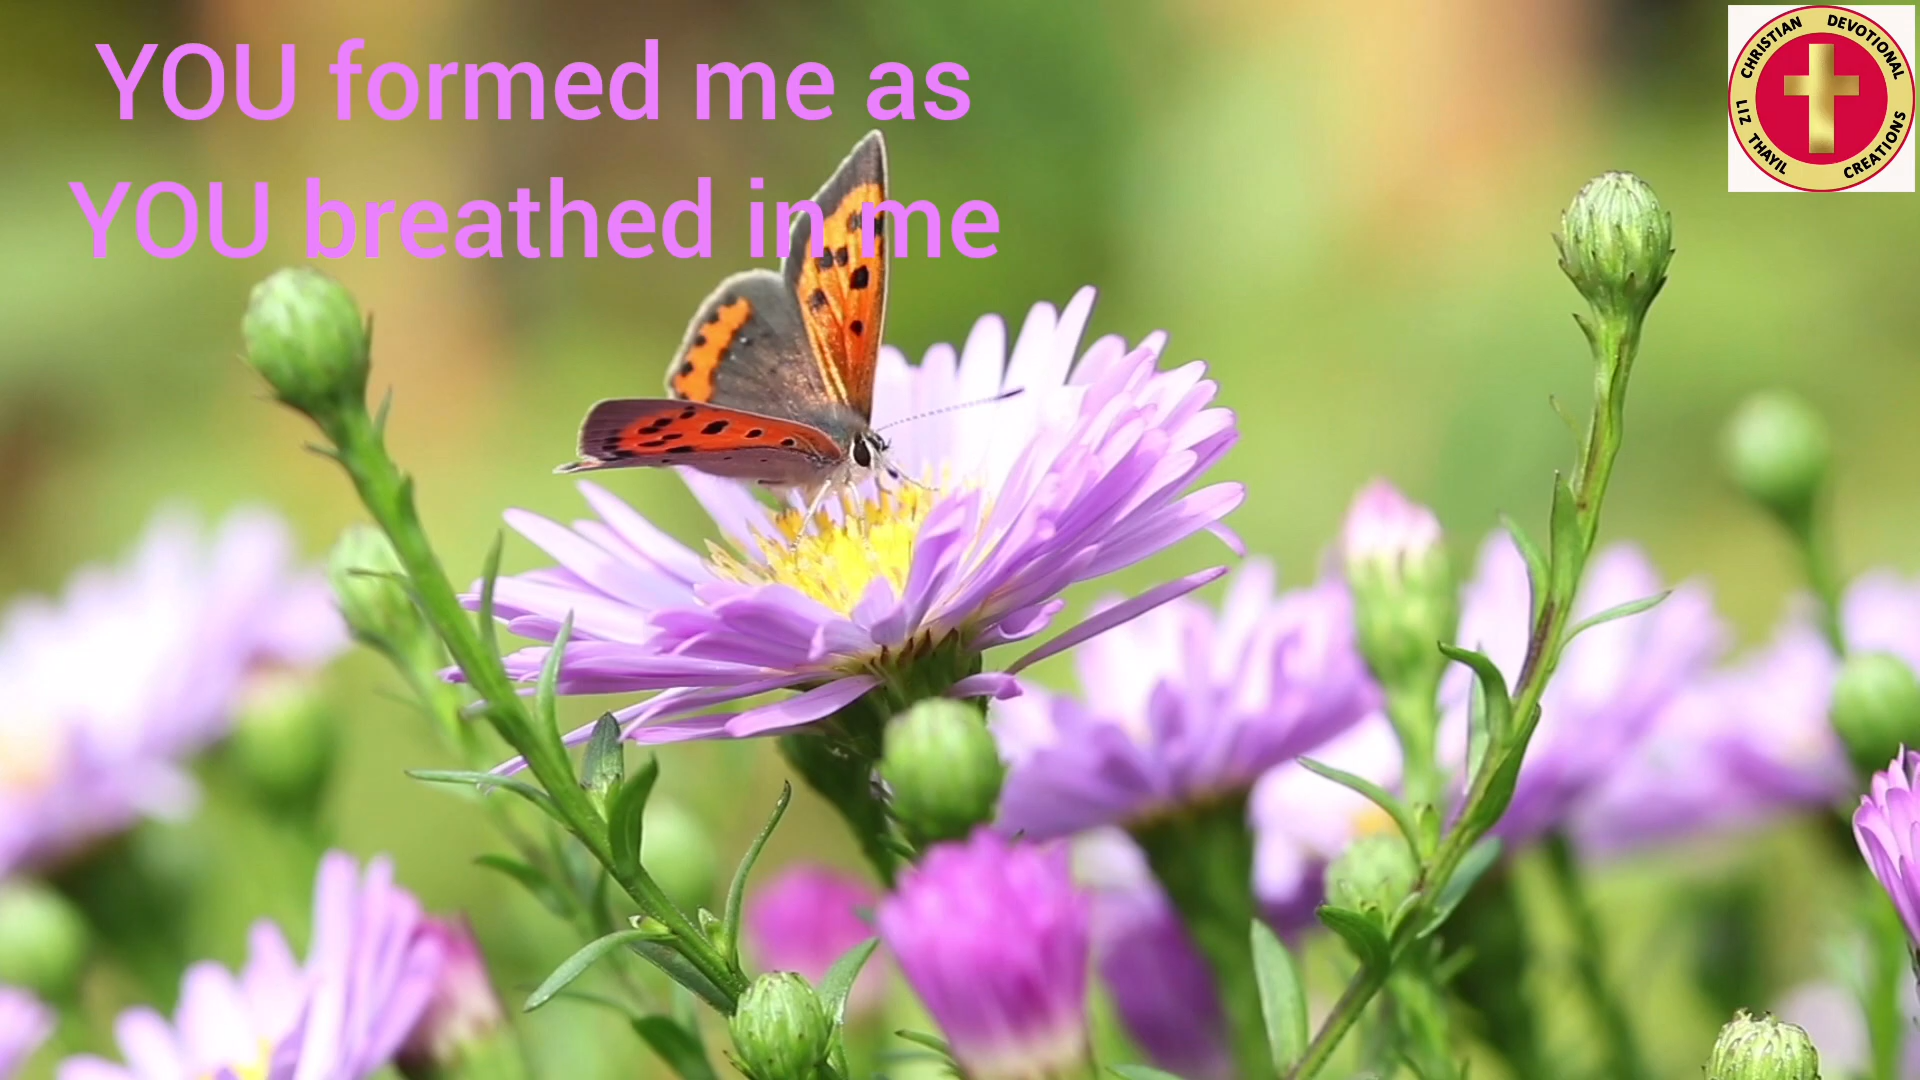 YOU formed me as
YOU breathed in me
CHRISTIAN DEVOTIONAL
LIZ THAYIL CREATIONS